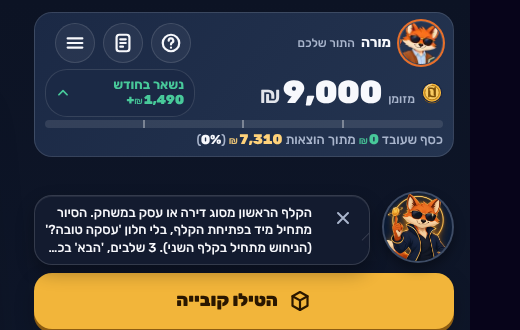 מורה התור שלכם
מזומן 9,000 ₪
נשאר בחודש
+₪1,490
כסף שעובד 0₪ מתוך הוצאות 7,310₪ (0%)
הקלף הראשון מסוג דירה או עסק במשחק. הסיור
מתחיל מיד בפתיחת הקלף, בלי חלון 'עסקה טובה?'
(הניחוש מתחיל בקלף השני). 3 שלבים, 'הבא' בכ...
הטילו קובייה